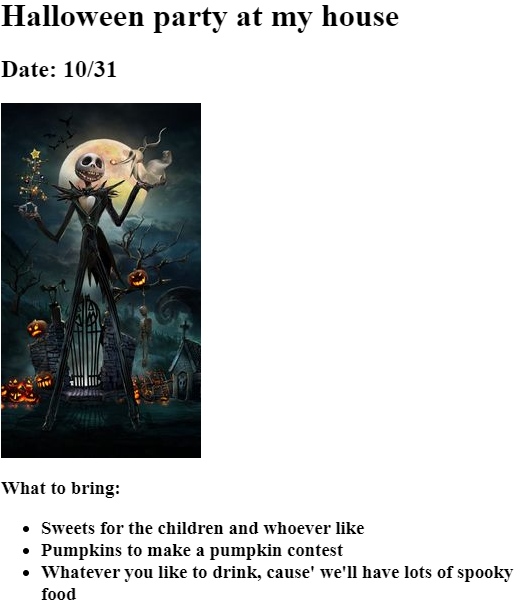 Halloween party at my house
Date: 10/31
What to bring:
• Sweets for the children and whoever like
• Pumpkins to make a pumpkin contest
• Whatever you like to drink, cause' we'll have lots of spooky
food